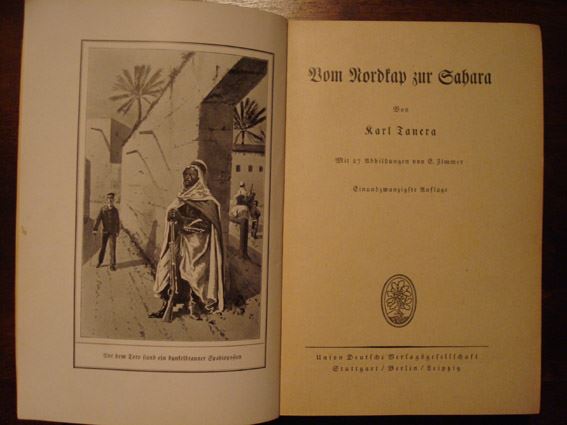 Vor dem Tore stand ein dunkelbrauner Spahiposten
Vom Nordkap zur Sahara
Von
Karl Tanera
Mit 27 Abbildungen von E. Zimmer
Einundzwanzigste Auflage
Union Deutsche Verlagsgesellschaft
Stuttgart / Berlin / Leipzig